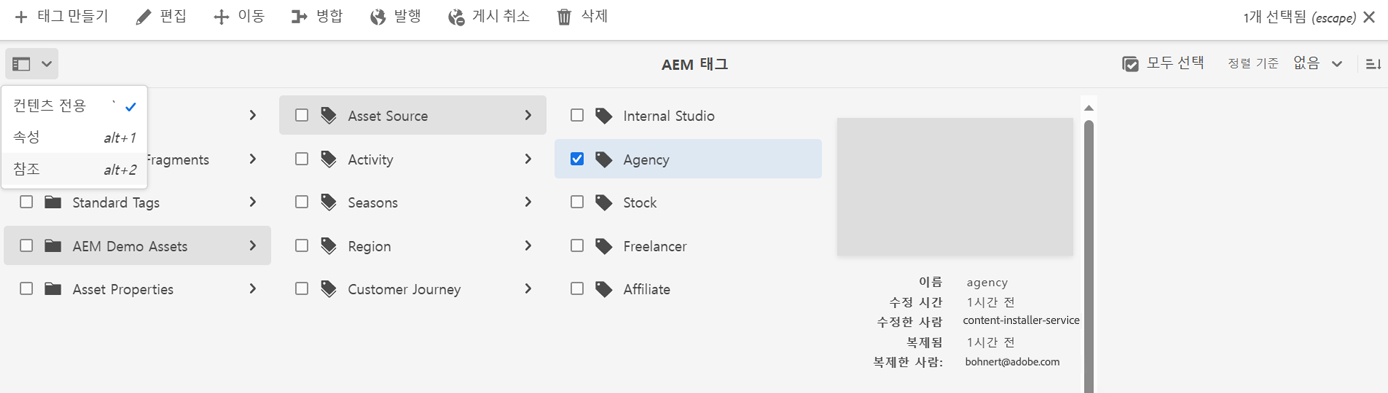 태그 만들기 편집 이동 병합 발행 게시 취소 삭제 1개 선택됨 (escape)
AEM 태그 모두 선택 정렬 기준 없음
컨텐츠 전용 `
속성 alt+1
참조 alt+2
Fragments
Standard Tags
AEM Demo Assets
Asset Properties
Asset Source
Activity
Seasons
Region
Customer Journey
Internal Studio
Agency
Stock
Freelancer
Affiliate
이름 agency
수정 시간 1시간 전
수정한 사람 content-installer-service
복제됨 1시간 전
복제한 사람: bohnert@adobe.com